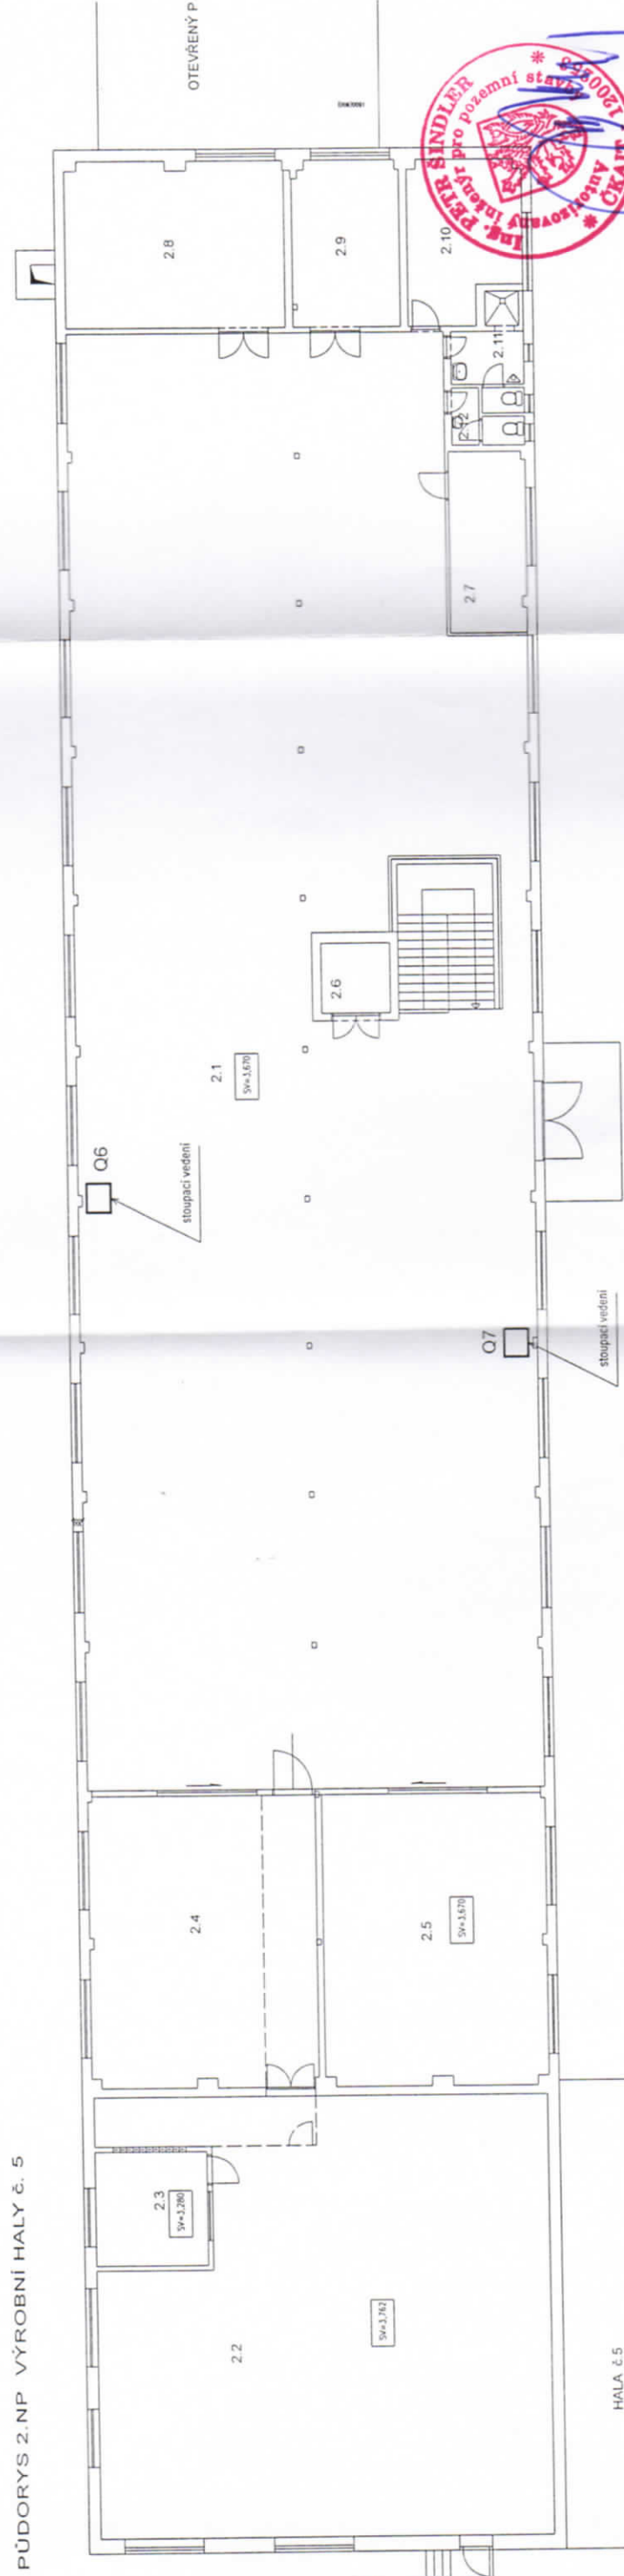 PŮDORYS 2.NP VÝROBNÍ HALY č. 5
OTEVŘENÝ P
2.8
2.9
2.10
2.11
2.12
2.7
2.6
2.1
SV=3,670
Q6
stoupací vedení
Q7
stoupací vedení
2.4
2.5
SV=3,670
2.3
SV=3,280
2.2
SV=3,762
HALA č.5
Ing. PETR ŠINDLER
Autorizovaný inženýr pro pozemní stavby
ČKAIT